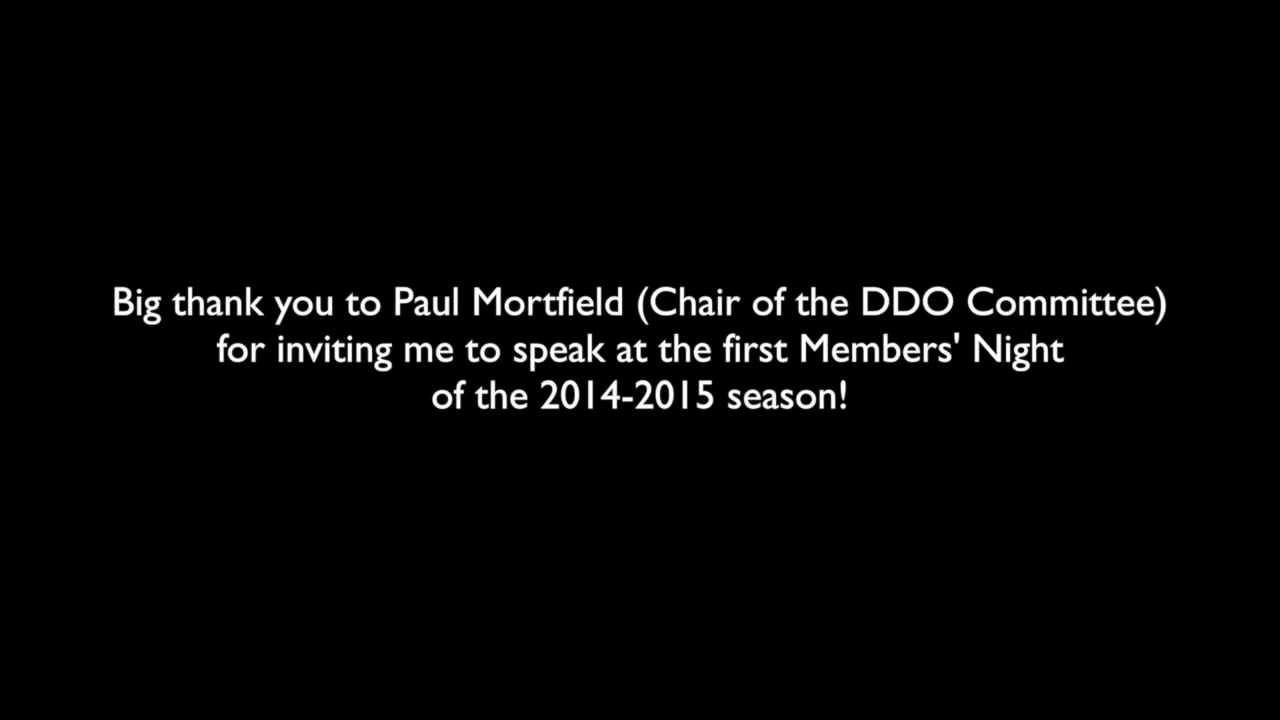 Big thank you to Paul Mortfield (Chair of the DDO Committee)
for inviting me to speak at the first Members' Night
of the 2014-2015 season!